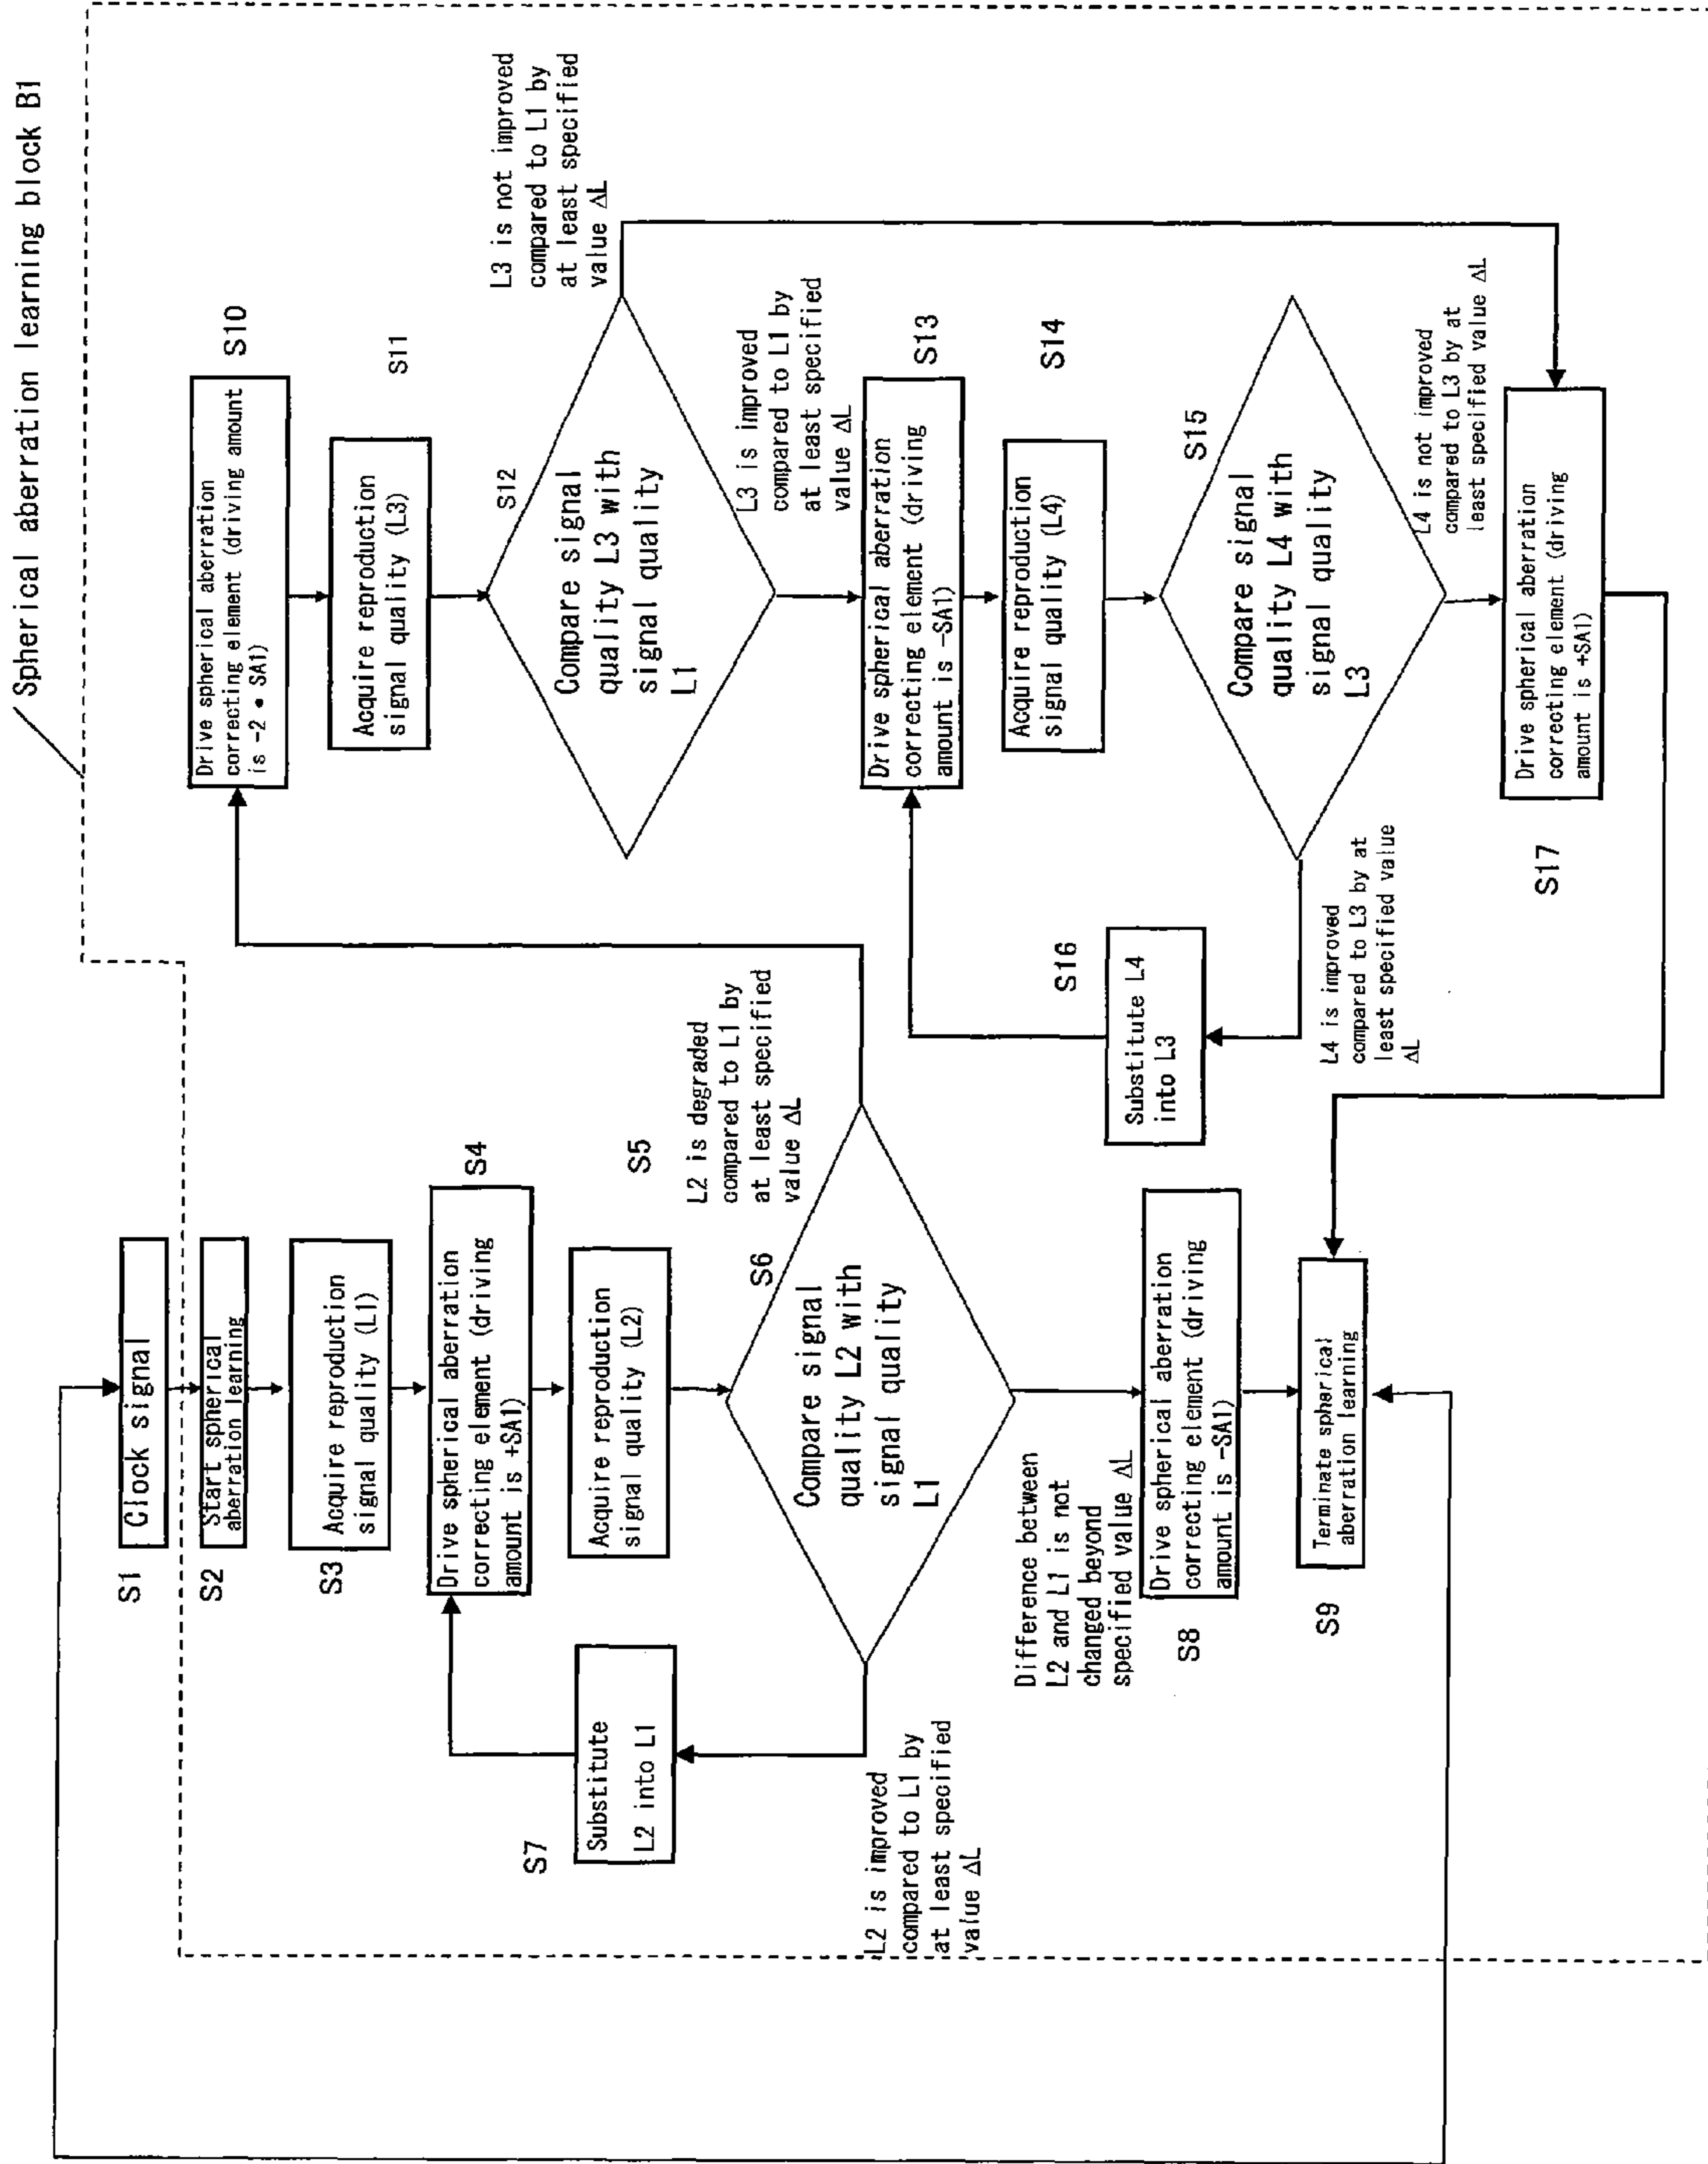 Spherical aberration learning block B1
S1
Clock signal
S2
Start spherical
aberration learning
S3
Acquire reproduction
signal quality (L1)
S4
Drive spherical aberration
correcting element (driving
amount is +SA1)
S5
Acquire reproduction
signal quality (L2)
S6
Compare signal
quality L2 with
signal quality
L1
L2 is degraded
compared to L1 by
at least specified
value ΔL
S7
Substitute
L2 into L1
L2 is improved
compared to L1 by
at least specified
value ΔL
Difference between
L2 and L1 is not
changed beyond
specified value ΔL
S8
Drive spherical aberration
correcting element (driving
amount is -SA1)
S9
Terminate spherical
aberration learning
S10
Drive spherical aberration
correcting element (driving amount
is -2 • SA1)
S11
Acquire reproduction
signal quality (L3)
S12
Compare signal
quality L3 with
signal quality
L1
L3 is not improved
compared to L1 by
at least specified
value ΔL
L3 is improved
compared to L1 by
at least specified
value ΔL
S13
Drive spherical aberration
correcting element (driving
amount is -SA1)
S14
Acquire reproduction
signal quality (L4)
S15
Compare signal
quality L4 with
signal quality
L3
S16
Substitute L4
into L3
L4 is improved
compared to L3 by at
least specified value
ΔL
L4 is not improved
compared to L3 by at
least specified value ΔL
S17
Drive spherical aberration
correcting element (driving
amount is +SA1)